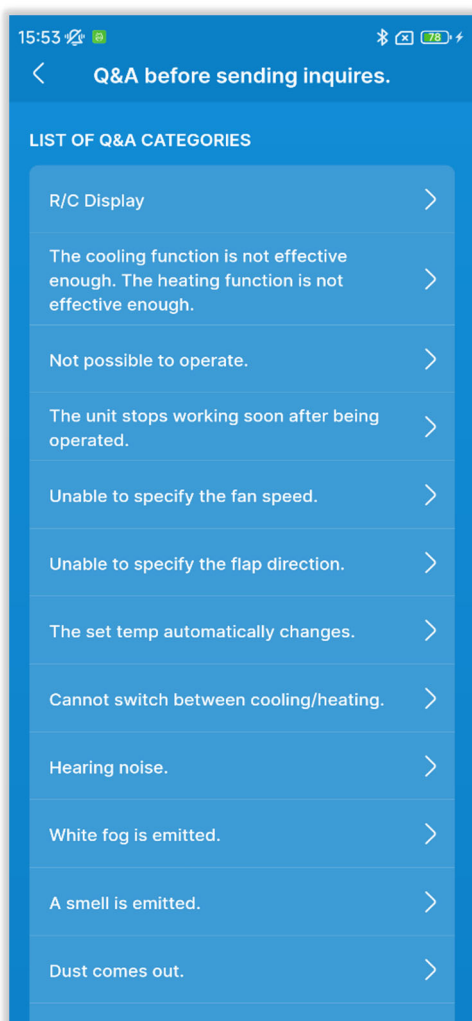 15:53
78
Q&A before sending inquires.
LIST OF Q&A CATEGORIES
R/C Display
The cooling function is not effective
enough. The heating function is not
effective enough.
Not possible to operate.
The unit stops working soon after being
operated.
Unable to specify the fan speed.
Unable to specify the flap direction.
The set temp automatically changes.
Cannot switch between cooling/heating.
Hearing noise.
White fog is emitted.
A smell is emitted.
Dust comes out.